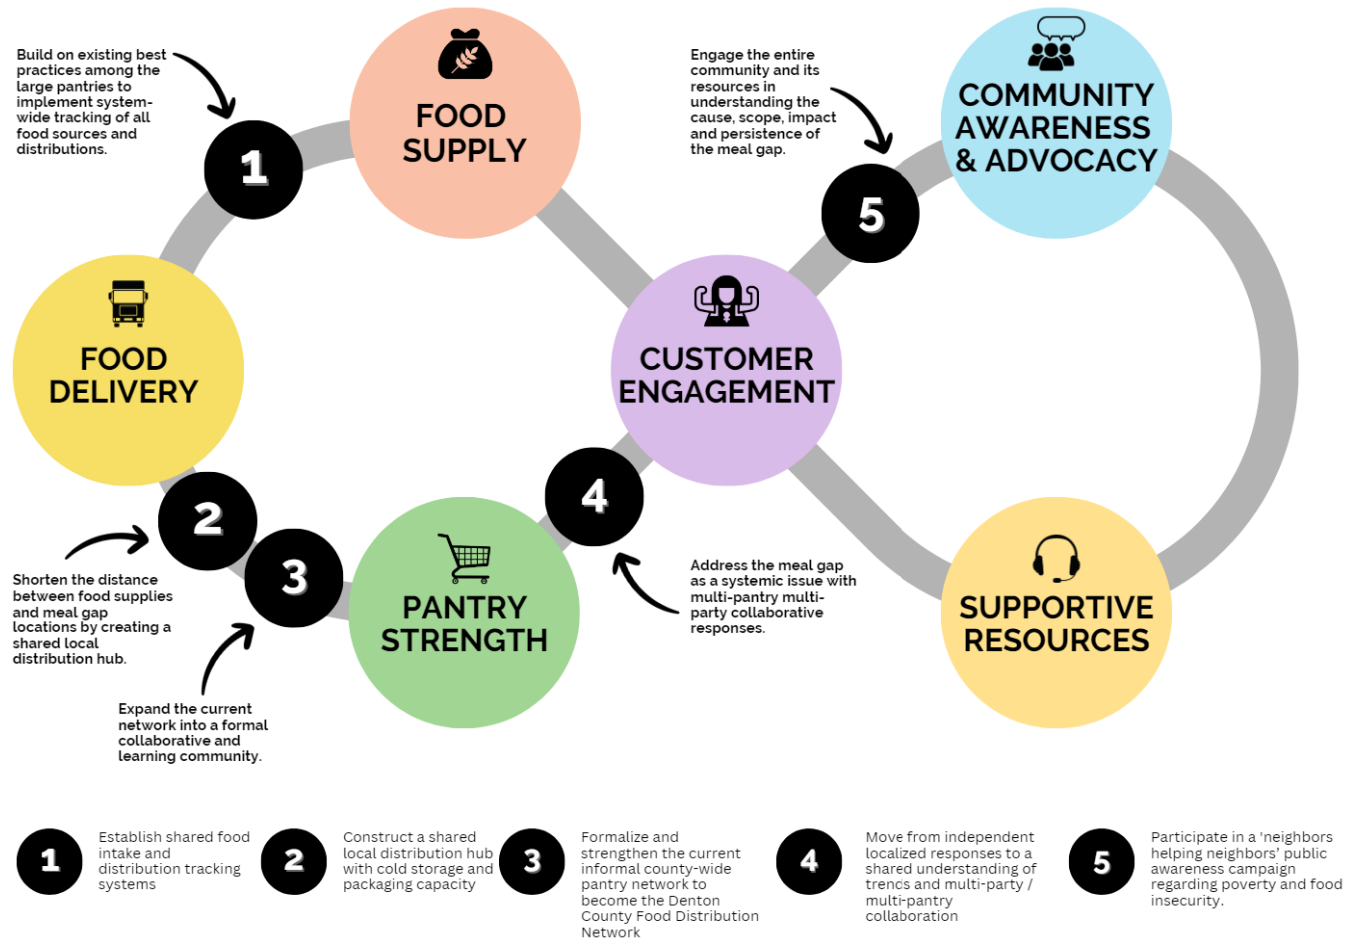 Build on existing best
practices among the
large pantries to
implement system-
wide tracking of all
food sources and
distributions.
1
FOOD
SUPPLY
Engage the entire
community and its
resources in
understanding the
cause, scope, impact
and persistence of
the meal gap.
5
COMMUNITY
AWARENESS
& ADVOCACY
FOOD
DELIVERY
CUSTOMER
ENGAGEMENT
2
3
4
Shorten the distance
between food supplies
and meal gap
locations by creating a
shared local
distribution hub.
PANTRY
STRENGTH
Address the meal gap
as a systemic issue with
multi-pantry multi-
party collaborative
responses.
SUPPORTIVE
RESOURCES
Expand the current
network into a formal
collaborative and
learning community.
1
Establish shared food
intake and
distribution tracking
systems
2
Construct a shared
local distribution hub
with cold storage and
packaging capacity
3
Formalize and
strengthen the current
informal county-wide
pantry network to
become the Denton
County Food Distribution
Network
4
Move from independent
localized responses to a
shared understanding of
trends and multi-party /
multi-pantry
collaboration
5
Participate in a 'neighbors
helping neighbors’ public
awareness campaign
regarding poverty and food
insecurity.